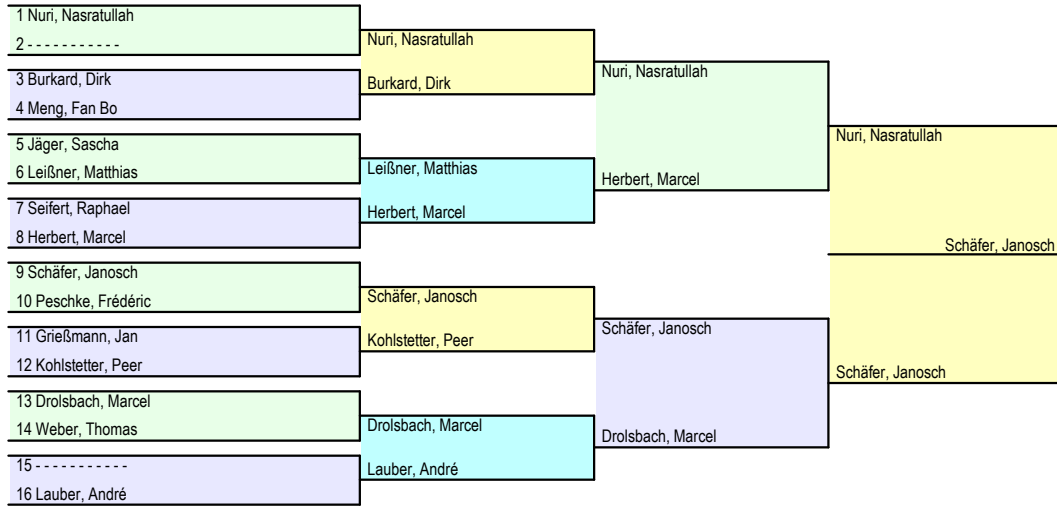 1 Nuri, Nasratullah
2 - - - - - - - - - - -
3 Burkard, Dirk
4 Meng, Fan Bo
5 Jäger, Sascha
6 Leißner, Matthias
7 Seifert, Raphael
8 Herbert, Marcel
9 Schäfer, Janosch
10 Peschke, Frédéric
11 Grießmann, Jan
12 Kohlstetter, Peer
13 Drolsbach, Marcel
14 Weber, Thomas
15 - - - - - - - - - - -
16 Lauber, André
Nuri, Nasratullah
Burkard, Dirk
Leißner, Matthias
Herbert, Marcel
Schäfer, Janosch
Kohlstetter, Peer
Drolsbach, Marcel
Lauber, André
Nuri, Nasratullah
Herbert, Marcel
Schäfer, Janosch
Drolsbach, Marcel
Nuri, Nasratullah
Schäfer, Janosch
Schäfer, Janosch